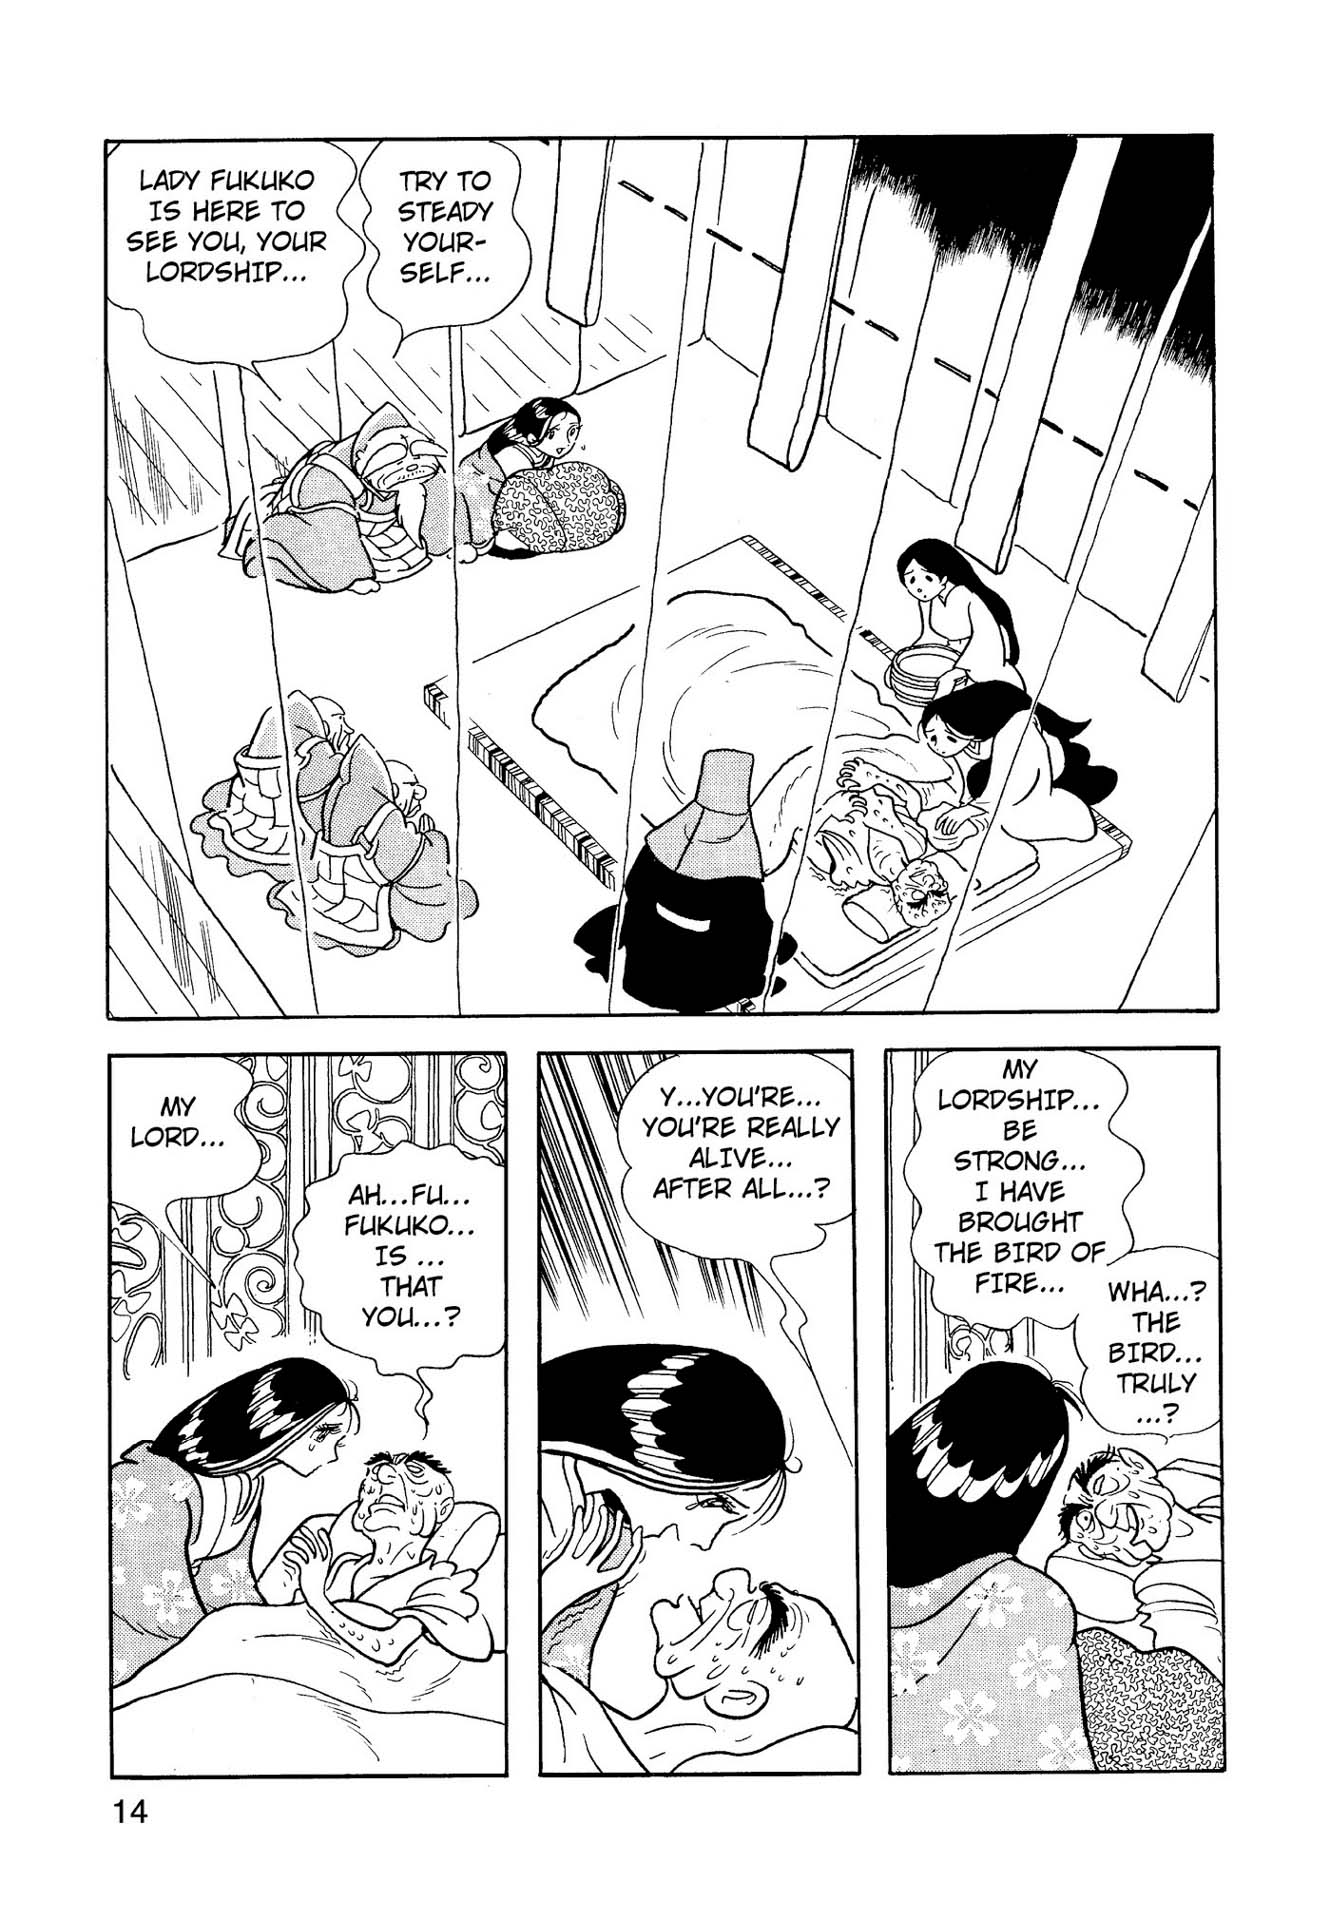 LADY FUKUKO
IS HERE TO
SEE YOU, YOUR
LORDSHIP...
TRY TO
STEADY
YOUR-
SELF...
MY
LORD...
AH...FU...
FUKUKO...
IS ...
THAT
YOU...?
Y...YOU'RE...
YOU'RE REALLY
ALIVE...
AFTER ALL...?
MY
LORDSHIP...
BE
STRONG...
I HAVE
BROUGHT
THE BIRD OF
FIRE...
WHA...?
THE
BIRD...
TRULY
...?
14